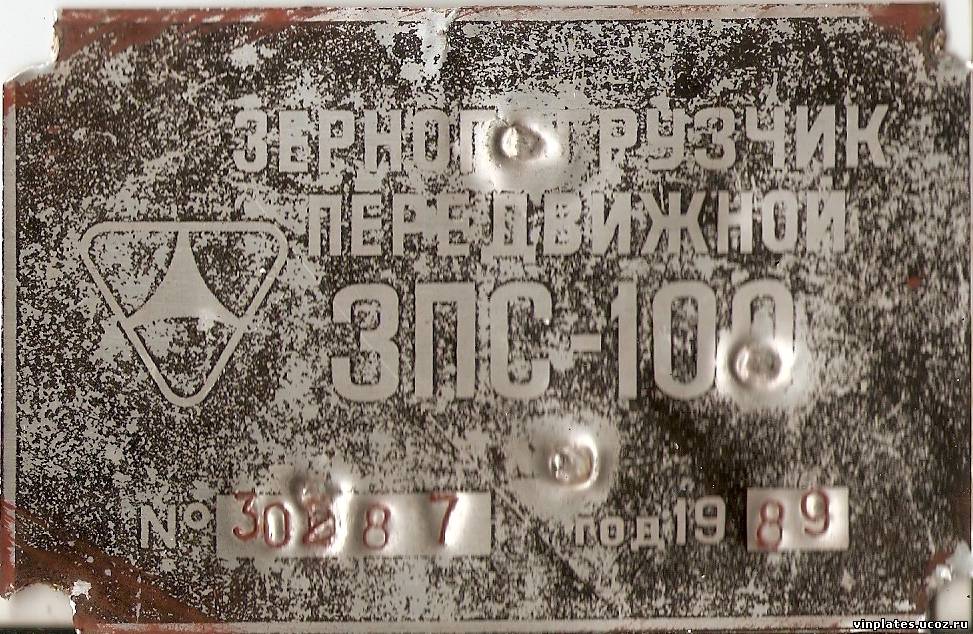 ЗЕРНОПОГРУЗЧИК
ПЕРЕДВИЖНОЙ
ЗПС-100
№ 30287 год 1989
vinplates.ucoz.ru